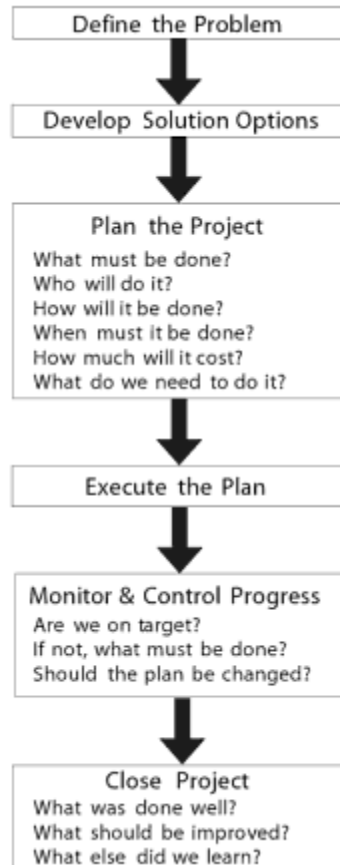 Define the Problem
Develop Solution Options
Plan the Project
What must be done?
Who will do it?
How will it be done?
When must it be done?
How much will it cost?
What do we need to do it?
Execute the Plan
Monitor & Control Progress
Are we on target?
If not, what must be done?
Should the plan be changed?
Close Project
What was done well?
What should be improved?
What else did we learn?